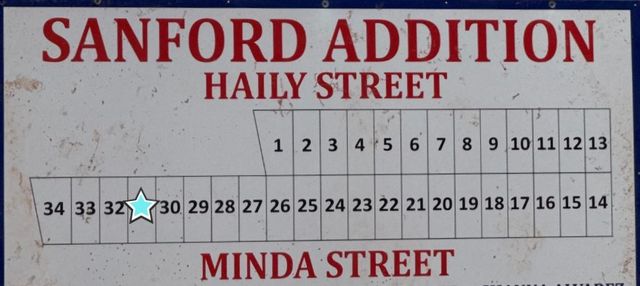 SANFORD ADDITION
HAILY STREET
1 2 3 4 5 6 7 8 9 10 11 12 13
34 33 32 30 29 28 27 26 25 24 23 22 21 20 19 18 17 16 15 14
MINDA STREET